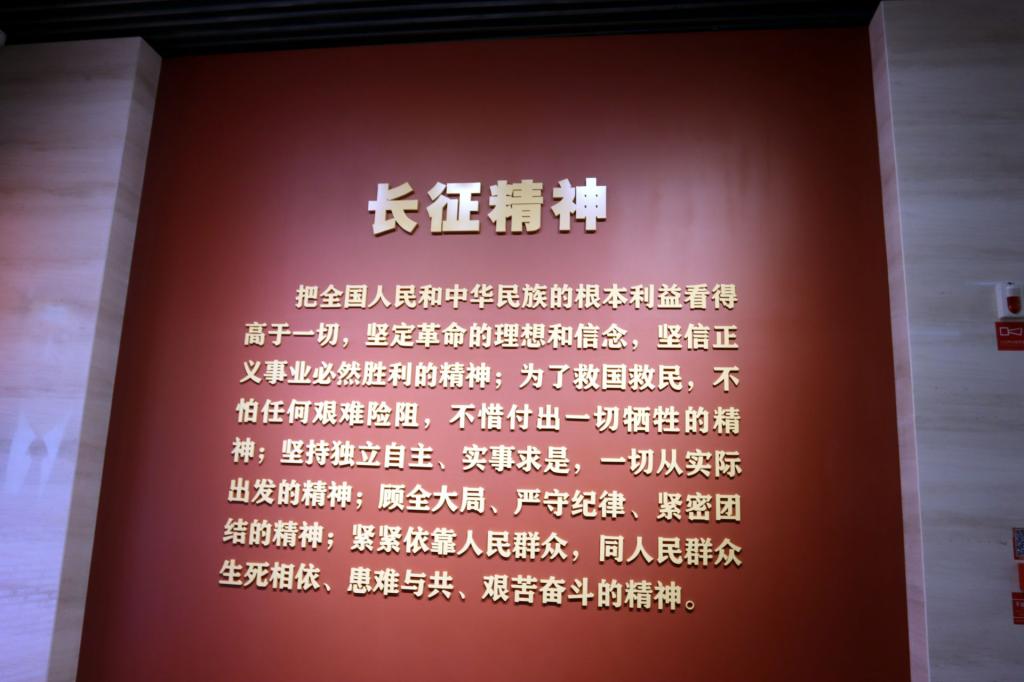 长征精神
把全国人民和中华民族的根本利益看得
高于一切，坚定革命的理想和信念，坚信正
义事业必然胜利的精神；为了救国救民，不
怕任何艰难险阻，不惜付出一切牺牲的精
神；坚持独立自主、实事求是，一切从实际
出发的精神；顾全大局、严守纪律、紧密团
结的精神；紧紧依靠人民群众，同人民群众
生死相依、患难与共、艰苦奋斗的精神。